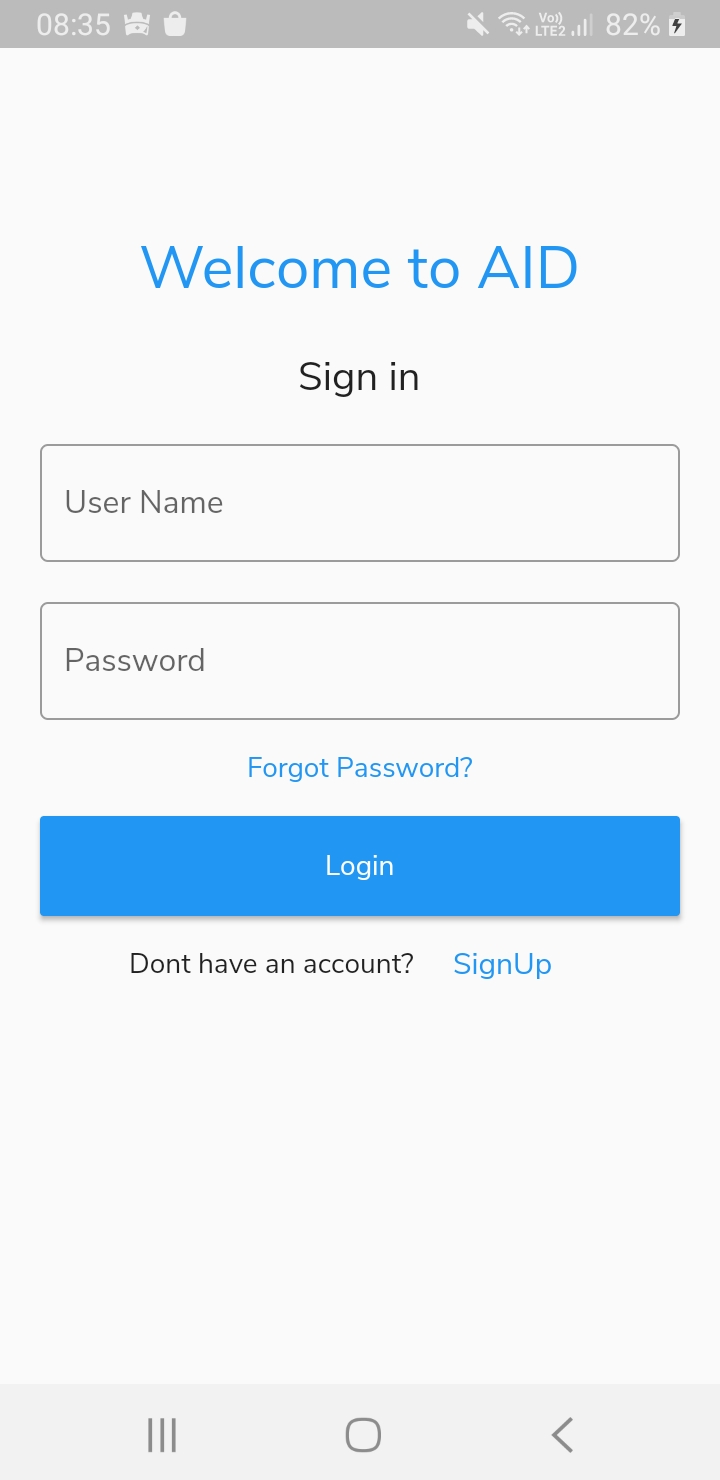 08:35 Vo)) LTE2 82%
Welcome to AID
Sign in
User Name
Password
Forgot Password?
Login
Dont have an account? SignUp